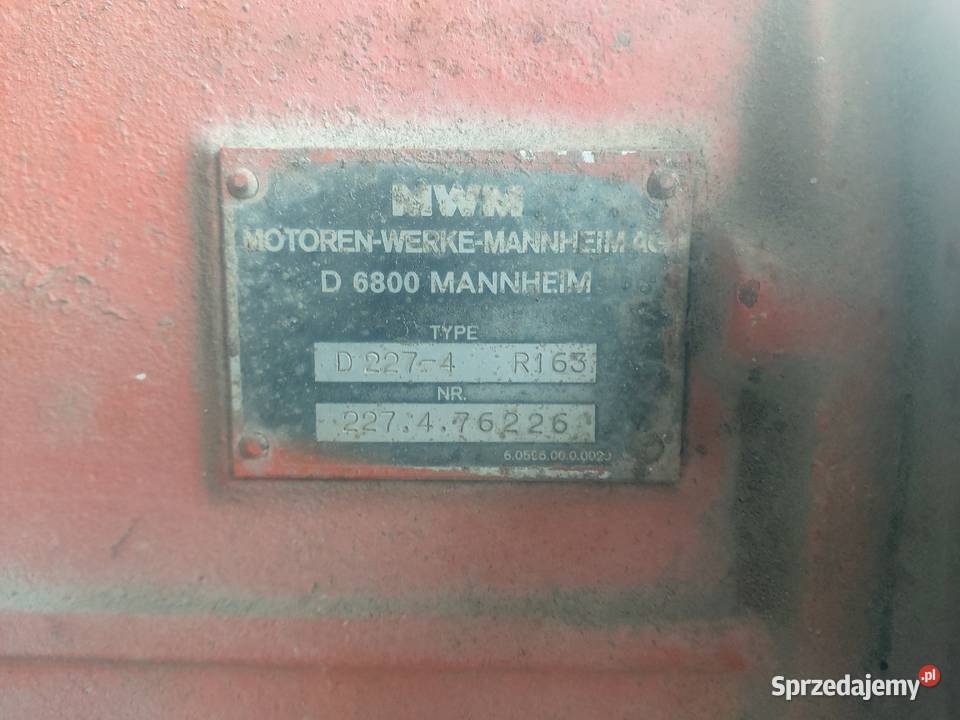 MWM
MOTOREN-WERKE-MANNHEIM AG
D 6800 MANNHEIM
TYPE
D 227-4 R163
NR.
227.4.76226
Sprzedajemy.pl